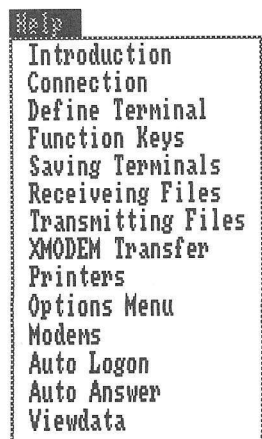 Help
Introduction
Connection
Define Terminal
Function Keys
Saving Terminals
Receiveing Files
Transmitting Files
XMODEM Transfer
Printers
Options Menu
Modems
Auto Logon
Auto Answer
Viewdata